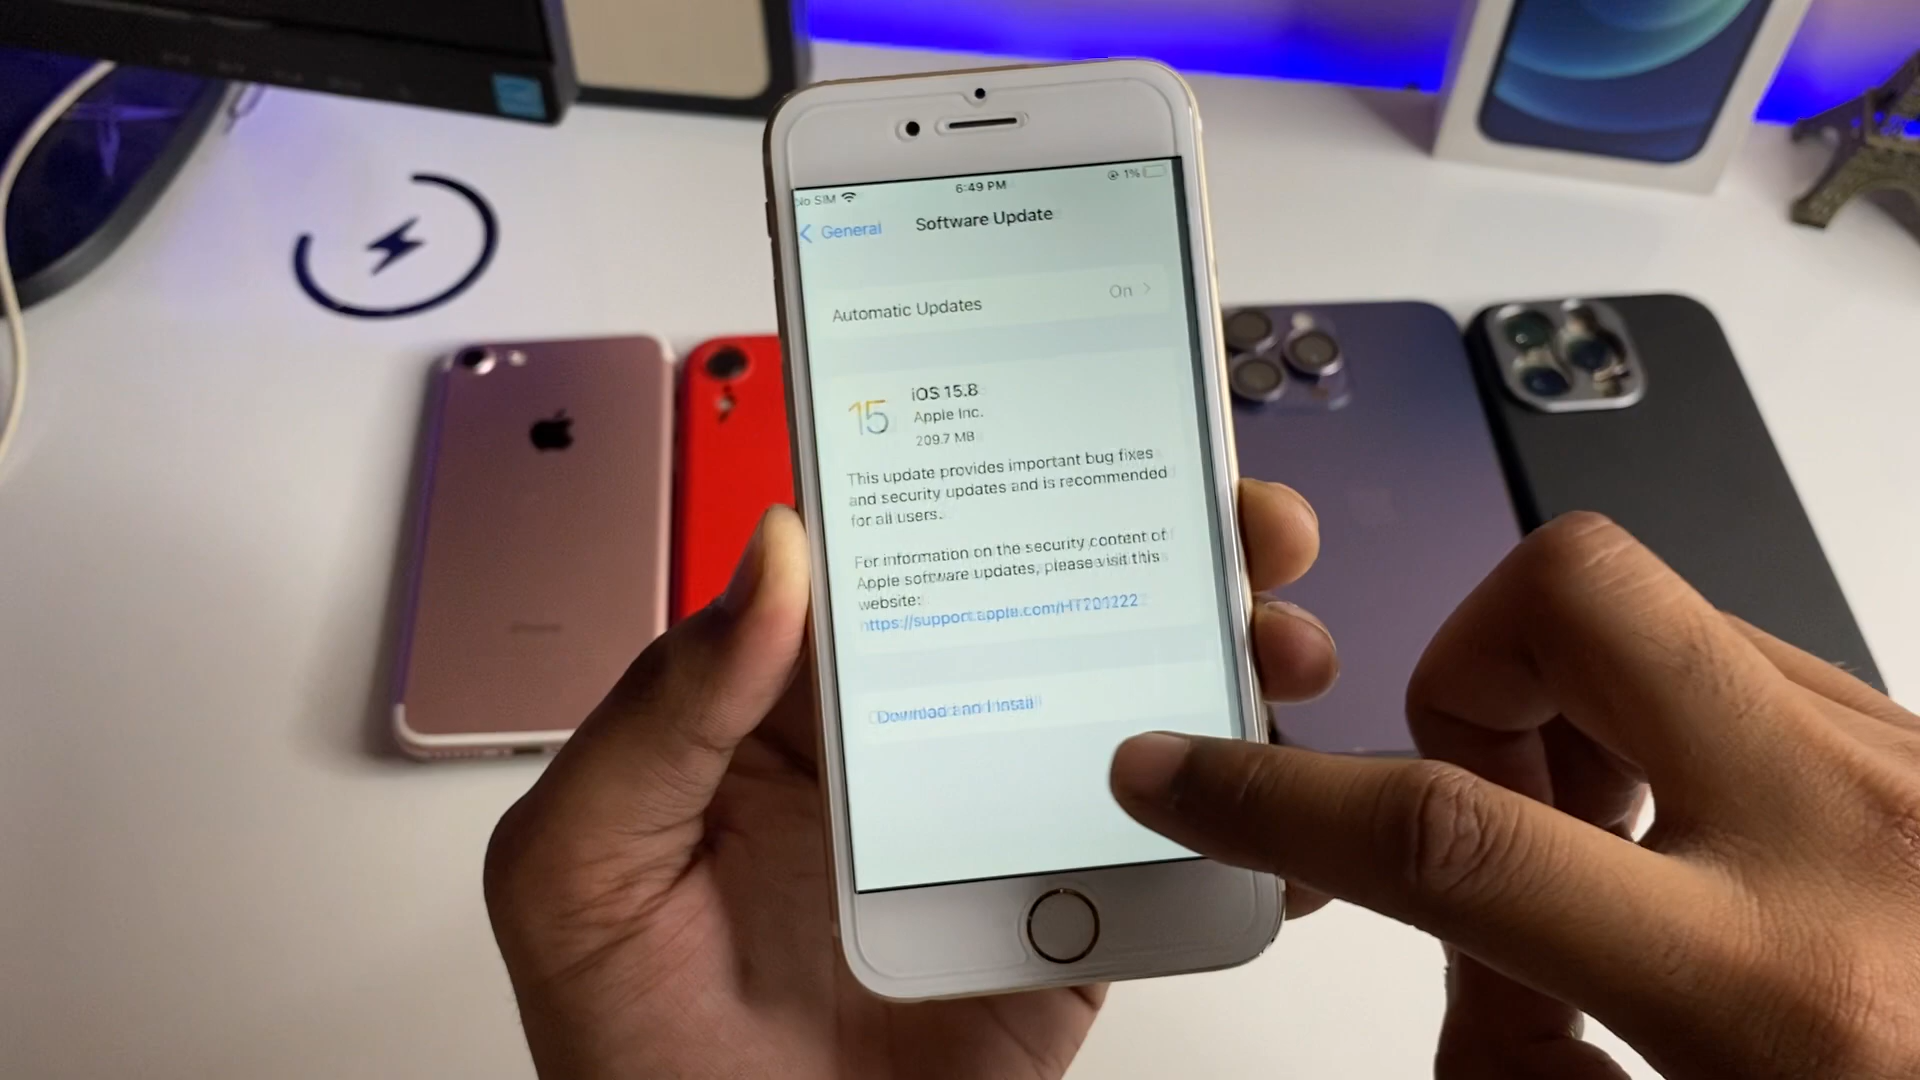 No SIM
6:49 PM
1%
General
Software Update
Automatic Updates
On
15
iOS 15.8
Apple Inc.
209.7 MB
This update provides important bug fixes
and security updates and is recommended
for all users.
For information on the security content of
Apple software updates, please visit this
website:
https://support.apple.com/HT201222
Download and Install
iPhone